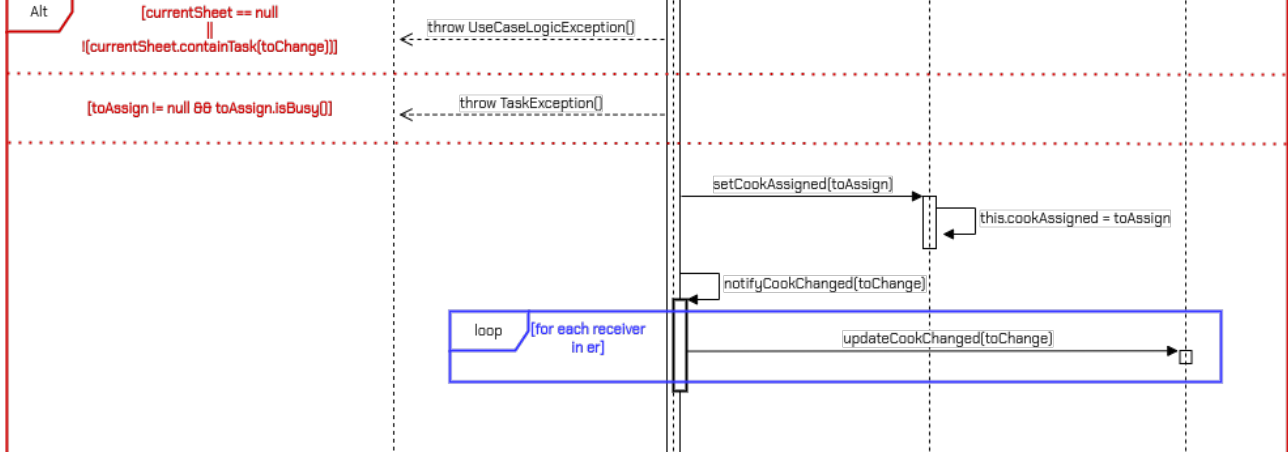 Alt
[currentSheet == null
||
!(currentSheet.containTask(toChange))]
throw UseCaseLogicException()
[toAssign != null && toAssign.isBusy()]
throw TaskException()
setCookAssigned(toAssign)
this.cookAssigned = toAssign
notifyCookChanged(toChange)
loop
[for each receiver
in er]
updateCookChanged(toChange)